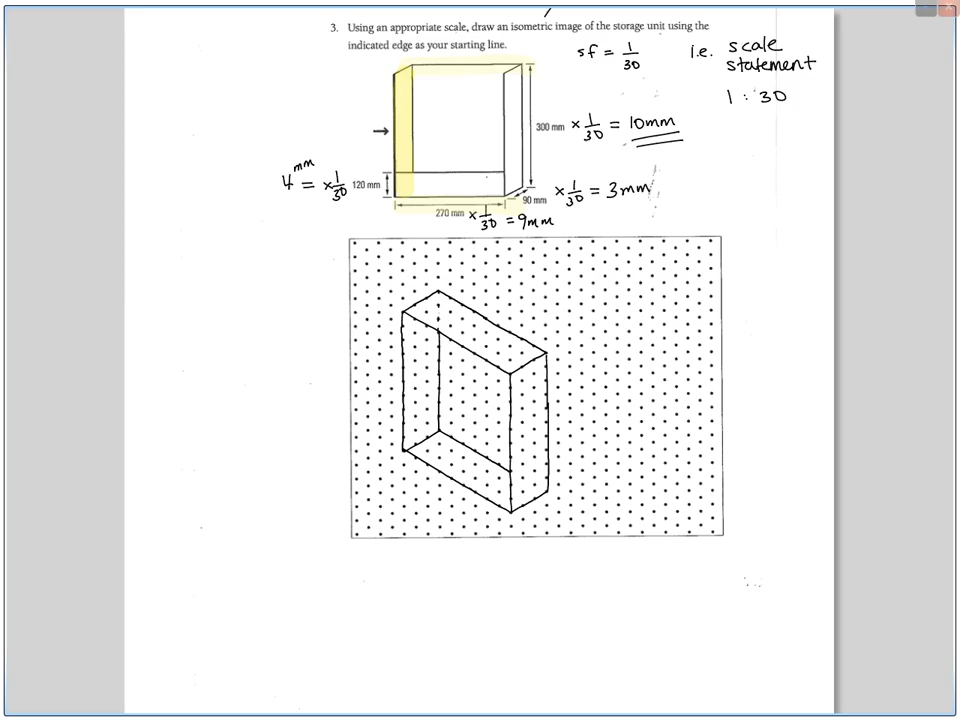 3. Using an appropriate scale, draw an isometric image of the storage unit using the
indicated edge as your starting line.
sf = 1/30 i.e. scale
statement
1 : 30
300 mm × 1/30 = 10mm
4 mm = × 1/30 120 mm
90 mm × 1/30 = 3mm
270 mm × 1/30 = 9mm